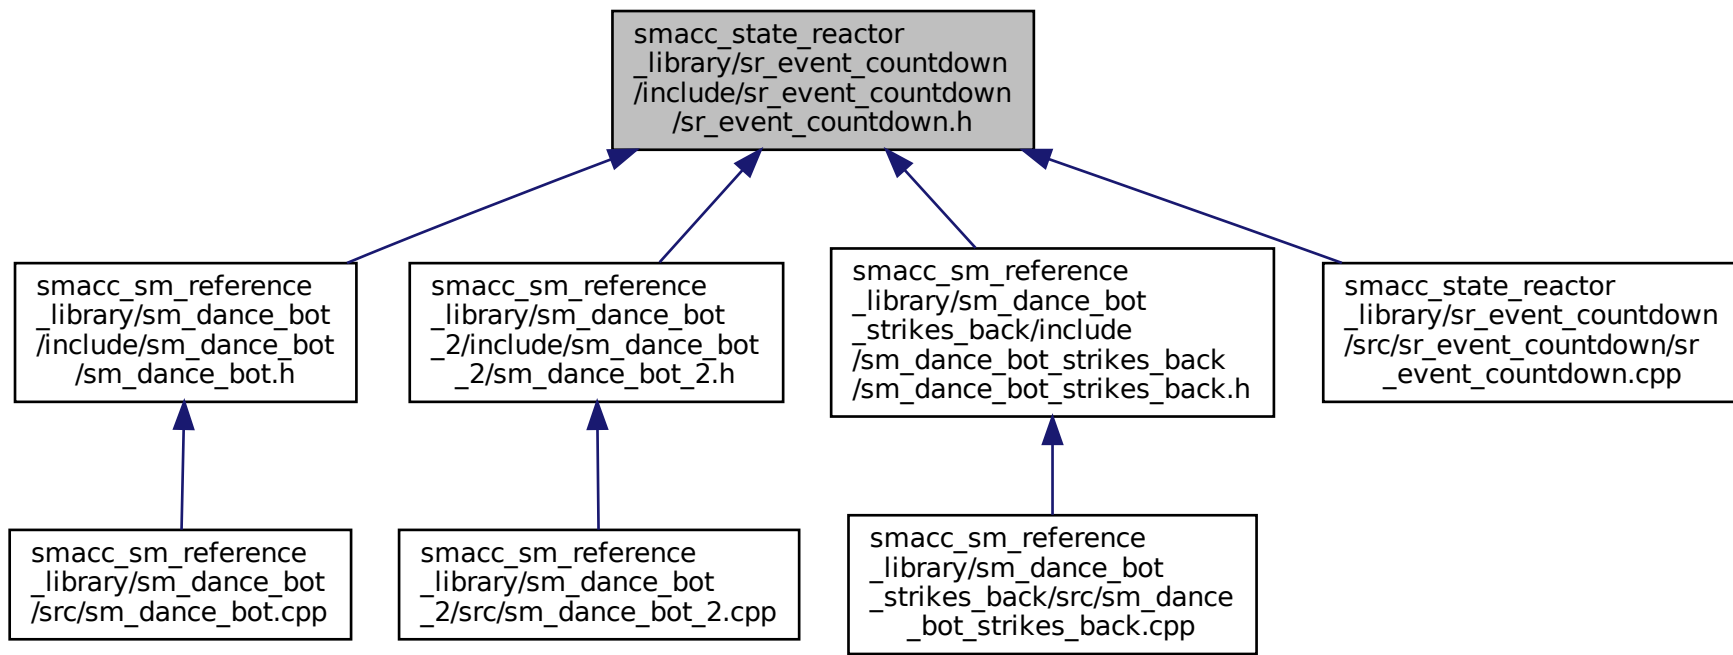 smacc_state_reactor
_library/sr_event_countdown
/include/sr_event_countdown
/sr_event_countdown.h
smacc_sm_reference
_library/sm_dance_bot
/include/sm_dance_bot
/sm_dance_bot.h
smacc_sm_reference
_library/sm_dance_bot
_2/include/sm_dance_bot
_2/sm_dance_bot_2.h
smacc_sm_reference
_library/sm_dance_bot
_strikes_back/include
/sm_dance_bot_strikes_back
/sm_dance_bot_strikes_back.h
smacc_state_reactor
_library/sr_event_countdown
/src/sr_event_countdown/sr
_event_countdown.cpp
smacc_sm_reference
_library/sm_dance_bot
/src/sm_dance_bot.cpp
smacc_sm_reference
_library/sm_dance_bot
_2/src/sm_dance_bot_2.cpp
smacc_sm_reference
_library/sm_dance_bot
_strikes_back/src/sm_dance
_bot_strikes_back.cpp